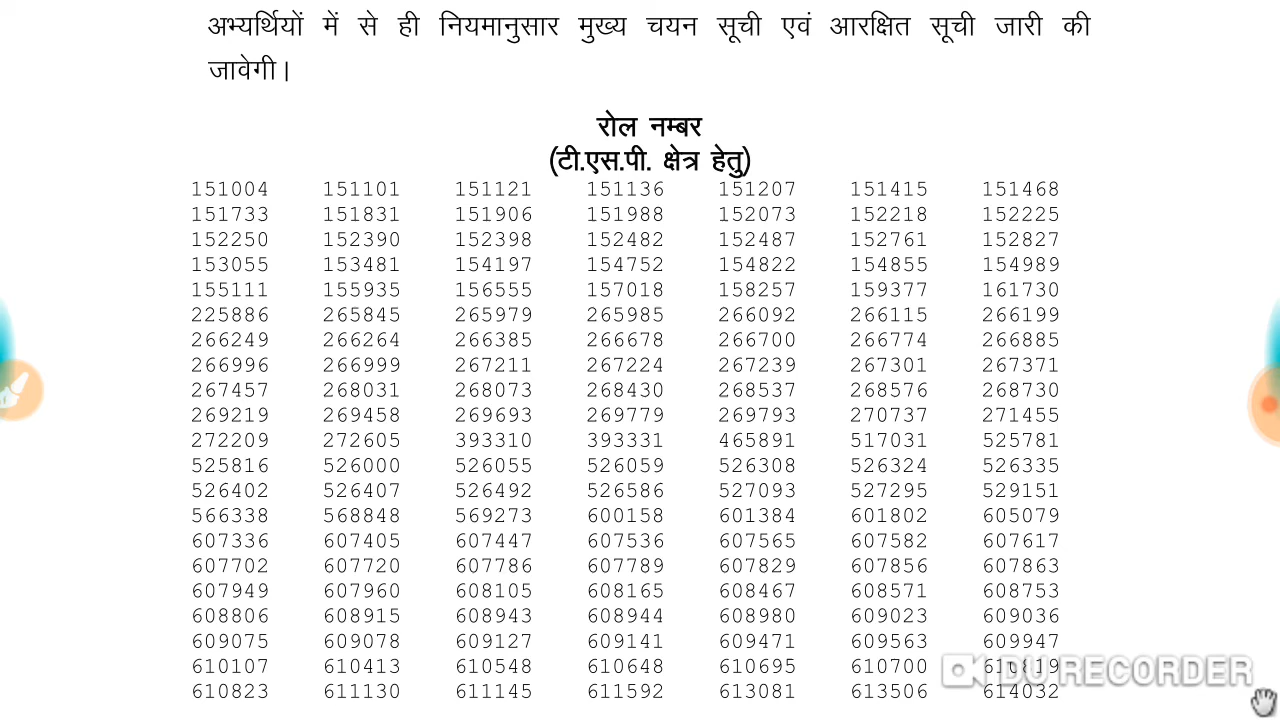 अभ्यर्थियों में से ही नियमानुसार मुख्य चयन सूची एवं आरक्षित सूची जारी की
जावेगी।
रोल नम्बर
(टी.एस.पी. क्षेत्र हेतु)
151004 151101 151121 151136 151207 151415 151468
151733 151831 151906 151988 152073 152218 152225
152250 152390 152398 152482 152487 152761 152827
153055 153481 154197 154752 154822 154855 154989
155111 155935 156555 157018 158257 159377 161730
225886 265845 265979 265985 266092 266115 266199
266249 266264 266385 266678 266700 266774 266885
266996 266999 267211 267224 267239 267301 267371
267457 268031 268073 268430 268537 268576 268730
269219 269458 269693 269779 269793 270737 271455
272209 272605 393310 393331 465891 517031 525781
525816 526000 526055 526059 526308 526324 526335
526402 526407 526492 526586 527093 527295 529151
566338 568848 569273 600158 601384 601802 605079
607336 607405 607447 607536 607565 607582 607617
607702 607720 607786 607789 607829 607856 607863
607949 607960 608105 608165 608467 608571 608753
608806 608915 608943 608944 608980 609023 609036
609075 609078 609127 609141 609471 609563 609947
610107 610413 610548 610648 610695 610700 610819
DU RECORDER
610823 611130 611145 611592 613081 613506 614032